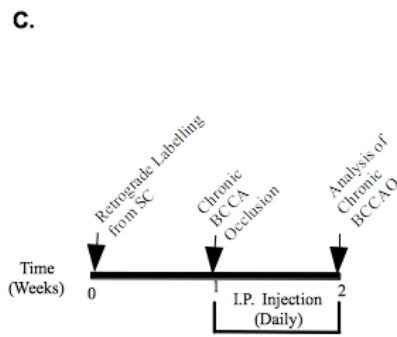 C.
Retrograde Labelling
from SC
Chronic
BCCA
Occlusion
Analysis of
Chronic
BCCAO
Time
(Weeks)
0
1
2
I.P. Injection
(Daily)